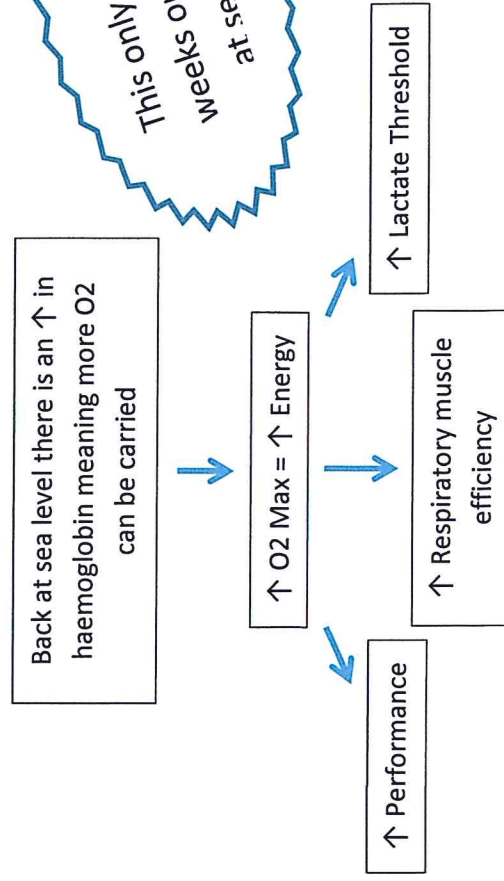 Back at sea level there is an ↑ in
haemoglobin meaning more O2
can be carried
This only
weeks o
at se
↑ O2 Max = ↑ Energy
↑ Performance
↑ Respiratory muscle
efficiency
↑ Lactate Threshold